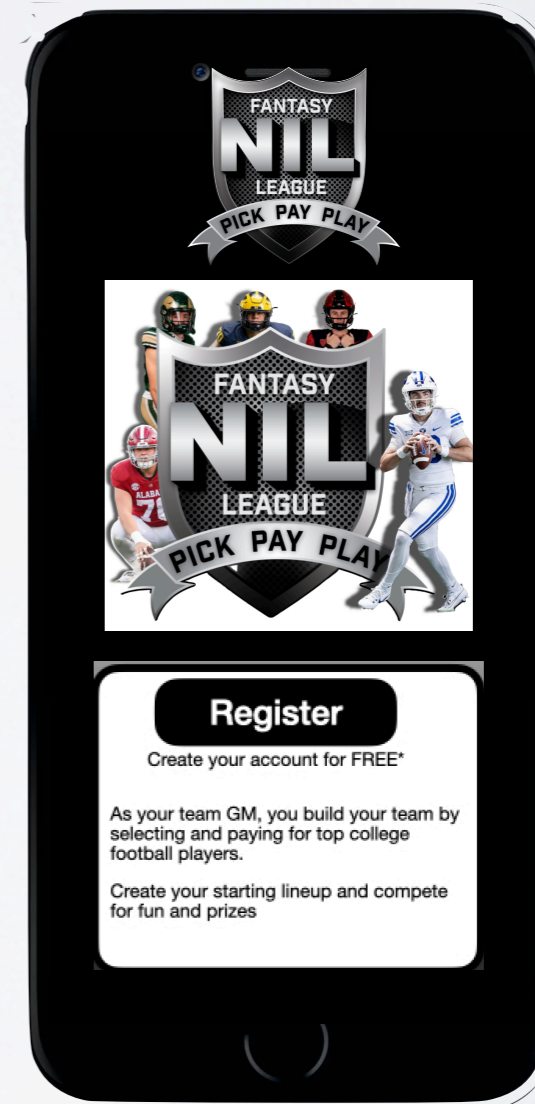 FANTASY
NIL
LEAGUE
PICK PAY PLAY
FANTASY
NIL
LEAGUE
PICK PAY PLAY
Register
Create your account for FREE*
As your team GM, you build your team by
selecting and paying for top college
football players.
Create your starting lineup and compete
for fun and prizes